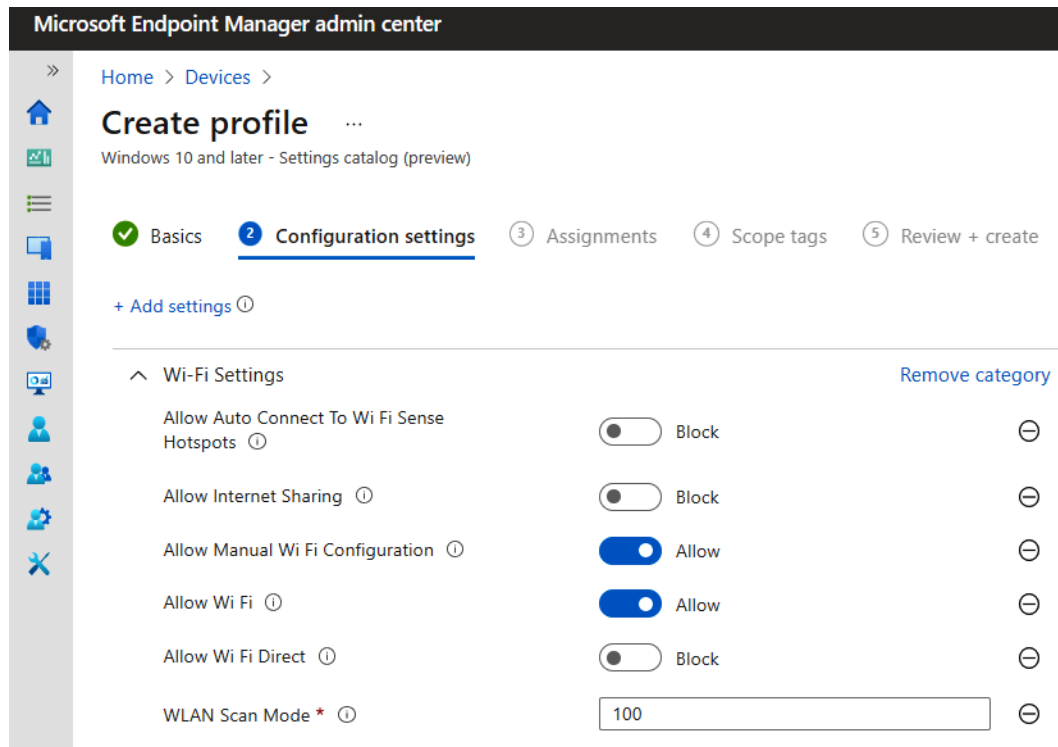 Microsoft Endpoint Manager admin center
Home > Devices >
Create profile ...
Windows 10 and later - Settings catalog (preview)
Basics 2 Configuration settings 3 Assignments 4 Scope tags 5 Review + create
+ Add settings
Wi-Fi Settings Remove category
Allow Auto Connect To Wi Fi Sense
Hotspots Block
Allow Internet Sharing Block
Allow Manual Wi Fi Configuration Allow
Allow Wi Fi Allow
Allow Wi Fi Direct Block
WLAN Scan Mode * 100